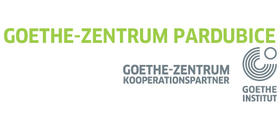 GOETHE-ZENTRUM PARDUBICE
GOETHE-ZENTRUM
KOOPERATIONSPARTNER
GOETHE
INSTITUT